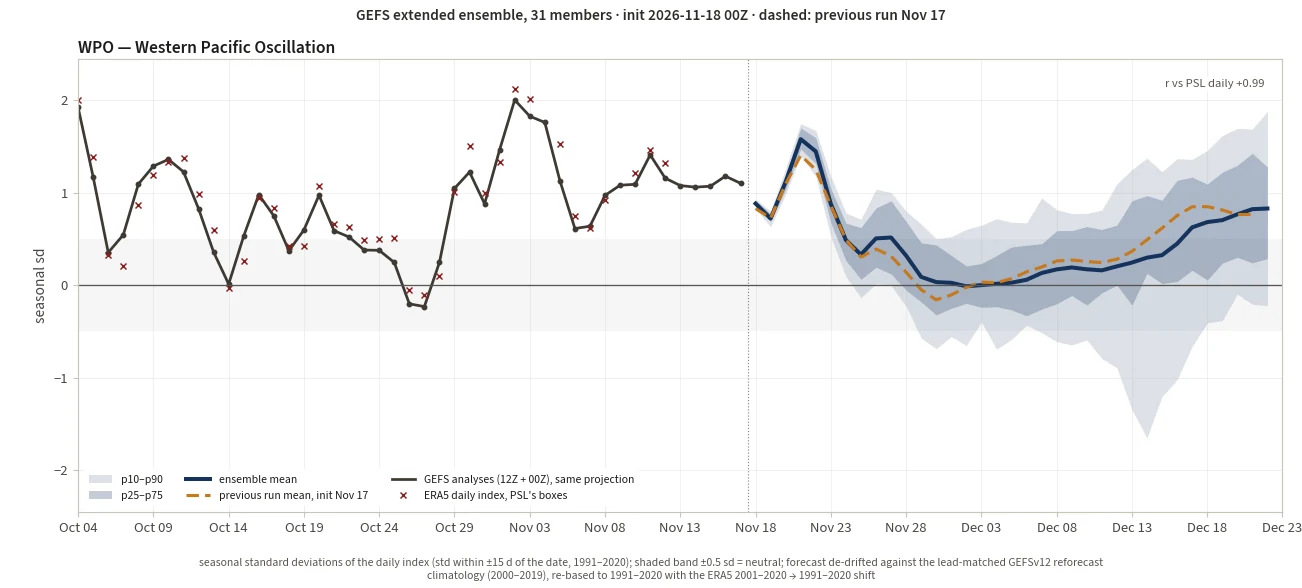 GEFS extended ensemble, 31 members · init 2026-11-18 00Z · dashed: previous run Nov 17
WPO — Western Pacific Oscillation
r vs PSL daily +0.99
seasonal sd
2
1
0
−1
−2
p10–p90
ensemble mean
GEFS analyses (12Z + 00Z), same projection
p25–p75
previous run mean, init Nov 17
ERA5 daily index, PSL's boxes
Oct 04
Oct 09
Oct 14
Oct 19
Oct 24
Oct 29
Nov 03
Nov 08
Nov 13
Nov 18
Nov 23
Nov 28
Dec 03
Dec 08
Dec 13
Dec 18
Dec 23
seasonal standard deviations of the daily index (std within ±15 d of the date, 1991–2020); shaded band ±0.5 sd = neutral; forecast de-drifted against the lead-matched GEFSv12 reforecast
climatology (2000–2019), re-based to 1991–2020 with the ERA5 2001–2020 → 1991–2020 shift